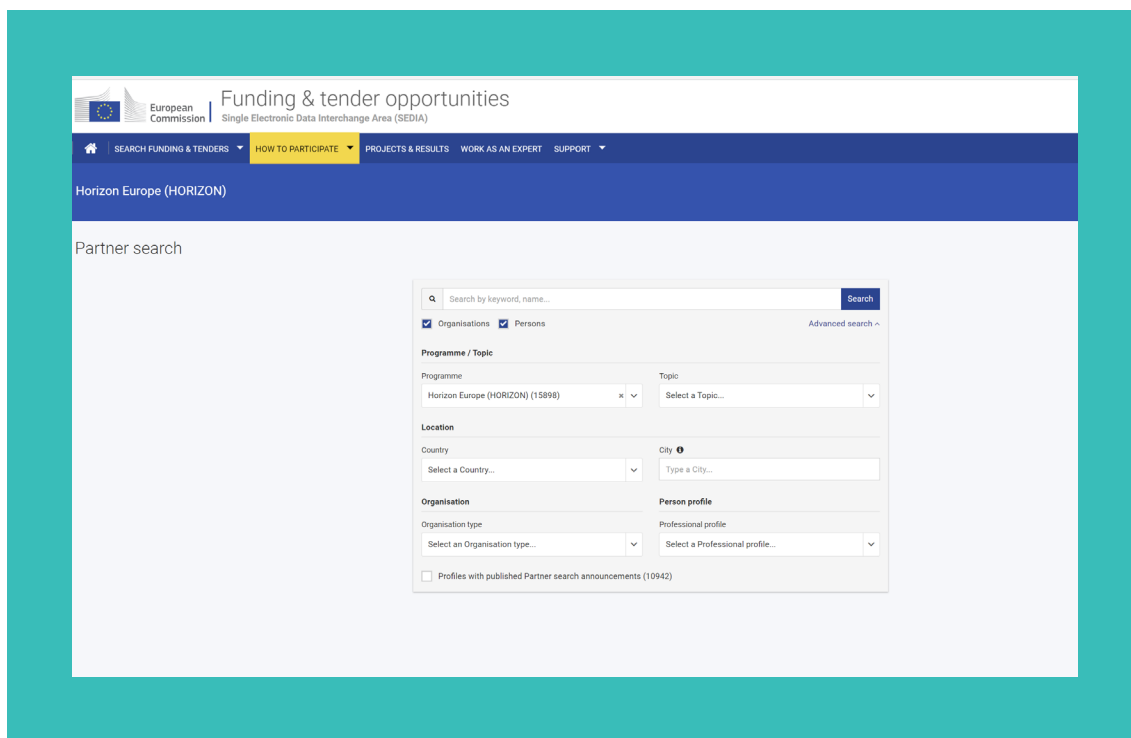 European
Commission
Funding & tender opportunities
Single Electronic Data Interchange Area (SEDIA)
SEARCH FUNDING & TENDERS HOW TO PARTICIPATE PROJECTS & RESULTS WORK AS AN EXPERT SUPPORT
Horizon Europe (HORIZON)
Partner search
Search by keyword, name... Search
Organisations Persons Advanced search
Programme / Topic
Programme Topic
Horizon Europe (HORIZON) (15898) Select a Topic...
Location
Country City
Select a Country... Type a City...
Organisation Person profile
Organisation type Professional profile
Select an Organisation type... Select a Professional profile...
Profiles with published Partner search announcements (10942)